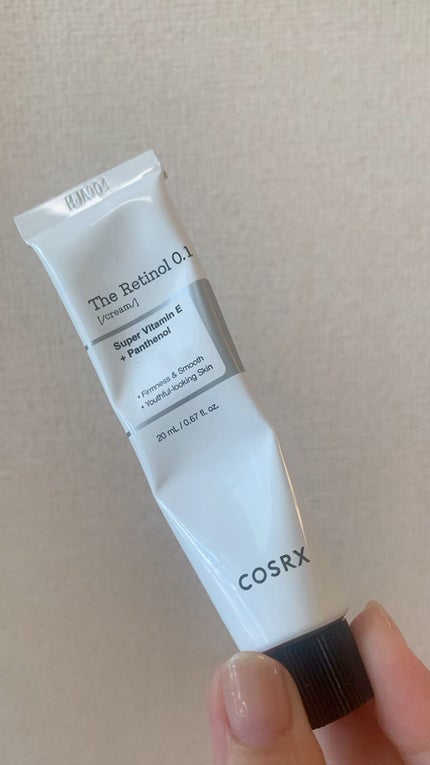 The Retinol 0.1
[/cream/]
Super Vitamin E
+ Panthenol
• Firmness & Smooth
• Youthful-looking Skin
20 mL / 0.67 fl. oz.
COSRX